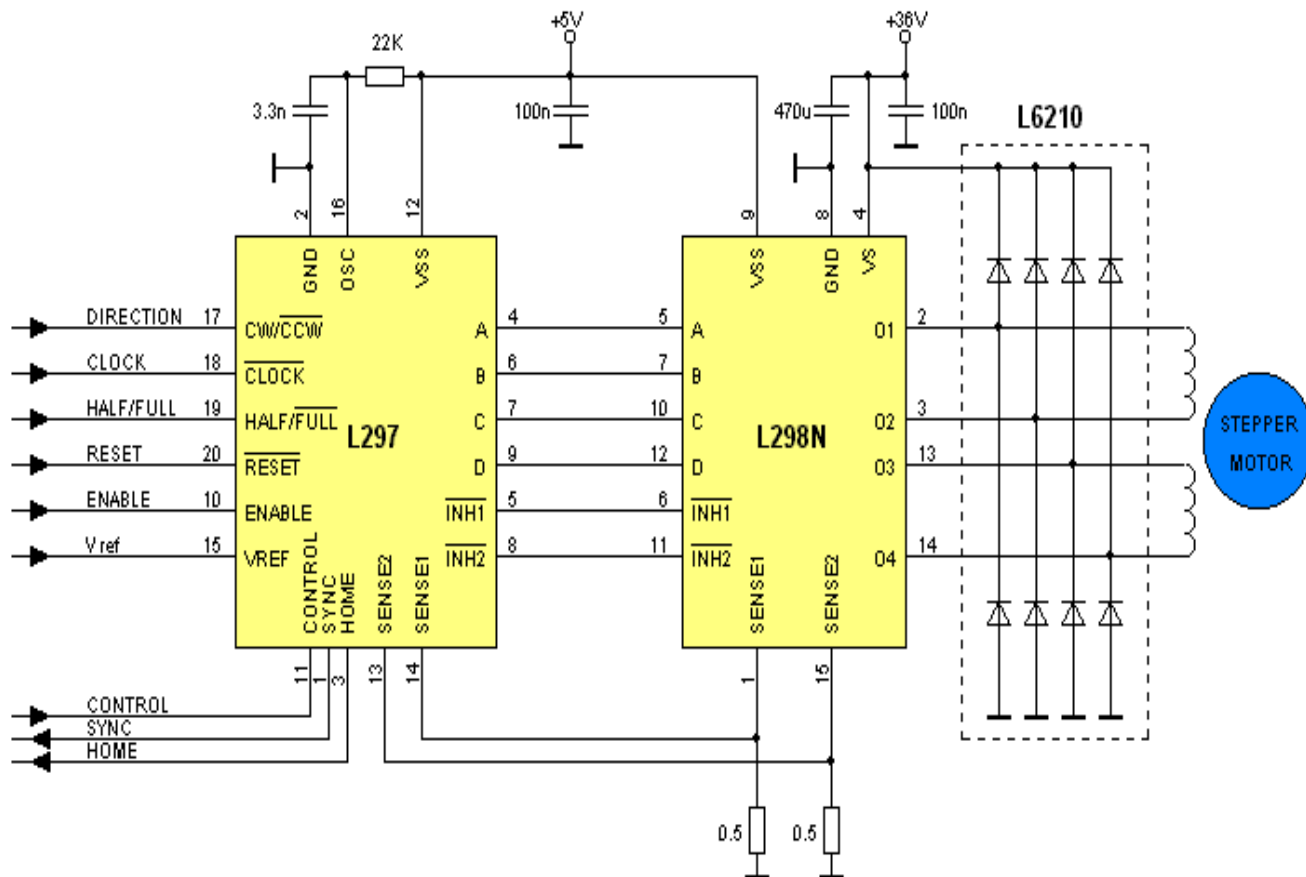 +5V
+36V
22K
3.3n
100n
470u
100n
L6210
2
16
12
9
8
4
GND
OSC
VSS
VSS
GND
VS
DIRECTION 17 CW/CCW
A 4
5 A
O1 2
CLOCK 18 CLOCK
B 6
7 B
HALF/FULL 19 HALF/FULL
C 7
10 C
O2 3
L297
L298N
STEPPER
MOTOR
RESET 20 RESET
D 9
12 D
O3 13
ENABLE 10 ENABLE
INH1 5
6 INH1
Vref 15 VREF
INH2 8
11 INH2
O4 14
CONTROL
SYNC
HOME
SENSE2
SENSE1
SENSE1
SENSE2
11
1
3
13
14
1
15
CONTROL
SYNC
HOME
0.5
0.5